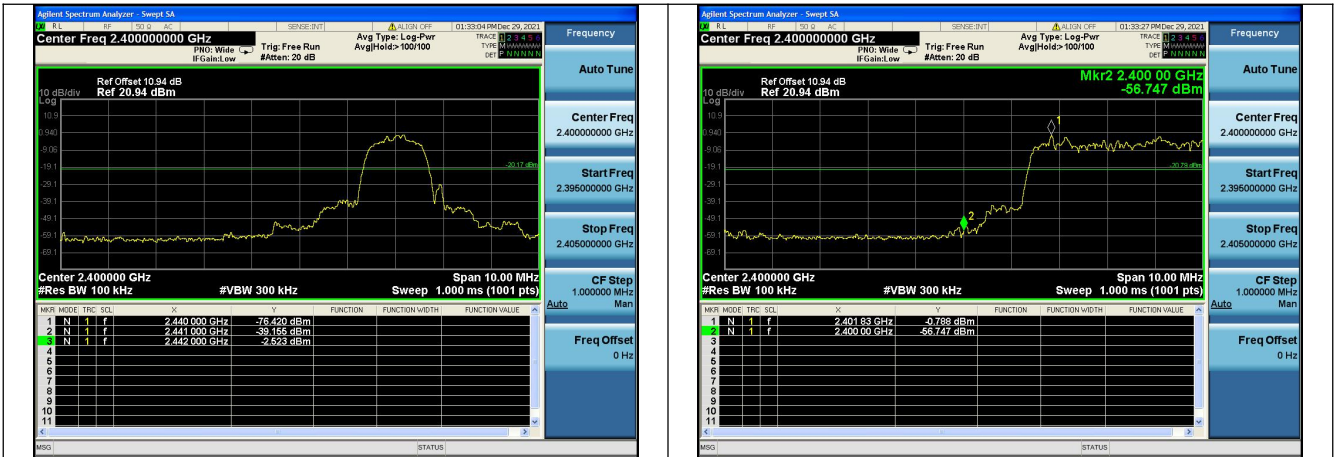 Agilent Spectrum Analyzer - Swept SA
RL RF 50 Ω AC SENSE:INT ALIGN OFF 01:33:04 PM Dec 29, 2021
Center Freq 2.400000000 GHz
PNO: Wide
IFGain:Low
Trig: Free Run
#Atten: 20 dB
Avg Type: Log-Pwr
Avg|Hold:>100/100
TRACE 1 2 3 4 5 6
TYPE M
DET P N N N N N
Ref Offset 10.94 dB
10 dB/div Ref 20.94 dBm
Log
10.9
0.940
-9.06
-19.1
-20.17 dBm
-29.1
-39.1
-49.1
-59.1
-69.1
Center 2.400000 GHz Span 10.00 MHz
#Res BW 100 kHz #VBW 300 kHz Sweep 1.000 ms (1001 pts)
MKR MODE TRC SCL X Y FUNCTION FUNCTION WIDTH FUNCTION VALUE
1 N 1 f 2.440 000 GHz -76.420 dBm
2 N 1 f 2.441 000 GHz -39.155 dBm
3 N 1 f 2.442 000 GHz -2.523 dBm
4
5
6
7
8
9
10
11
MSG STATUS
Frequency
Auto Tune
Center Freq
2.400000000 GHz
Start Freq
2.395000000 GHz
Stop Freq
2.405000000 GHz
CF Step
1.000000 MHz
Auto Man
Freq Offset
0 Hz
Agilent Spectrum Analyzer - Swept SA
RL RF 50 Ω AC SENSE:INT ALIGN OFF 01:33:27 PM Dec 29, 2021
Center Freq 2.400000000 GHz
PNO: Wide
IFGain:Low
Trig: Free Run
#Atten: 20 dB
Avg Type: Log-Pwr
Avg|Hold:>100/100
TRACE 1 2 3 4 5 6
TYPE M
DET P N N N N N
Mkr2 2.400 00 GHz
-56.747 dBm
Ref Offset 10.94 dB
10 dB/div Ref 20.94 dBm
Log
10.9
1
0.940
-9.06
-19.1
-20.79 dBm
-29.1
-39.1
-49.1
2
-59.1
-69.1
Center 2.400000 GHz Span 10.00 MHz
#Res BW 100 kHz #VBW 300 kHz Sweep 1.000 ms (1001 pts)
MKR MODE TRC SCL X Y FUNCTION FUNCTION WIDTH FUNCTION VALUE
1 N 1 f 2.401 83 GHz -0.788 dBm
2 N 1 f 2.400 00 GHz -56.747 dBm
3
4
5
6
7
8
9
10
11
MSG STATUS
Frequency
Auto Tune
Center Freq
2.400000000 GHz
Start Freq
2.395000000 GHz
Stop Freq
2.405000000 GHz
CF Step
1.000000 MHz
Auto Man
Freq Offset
0 Hz